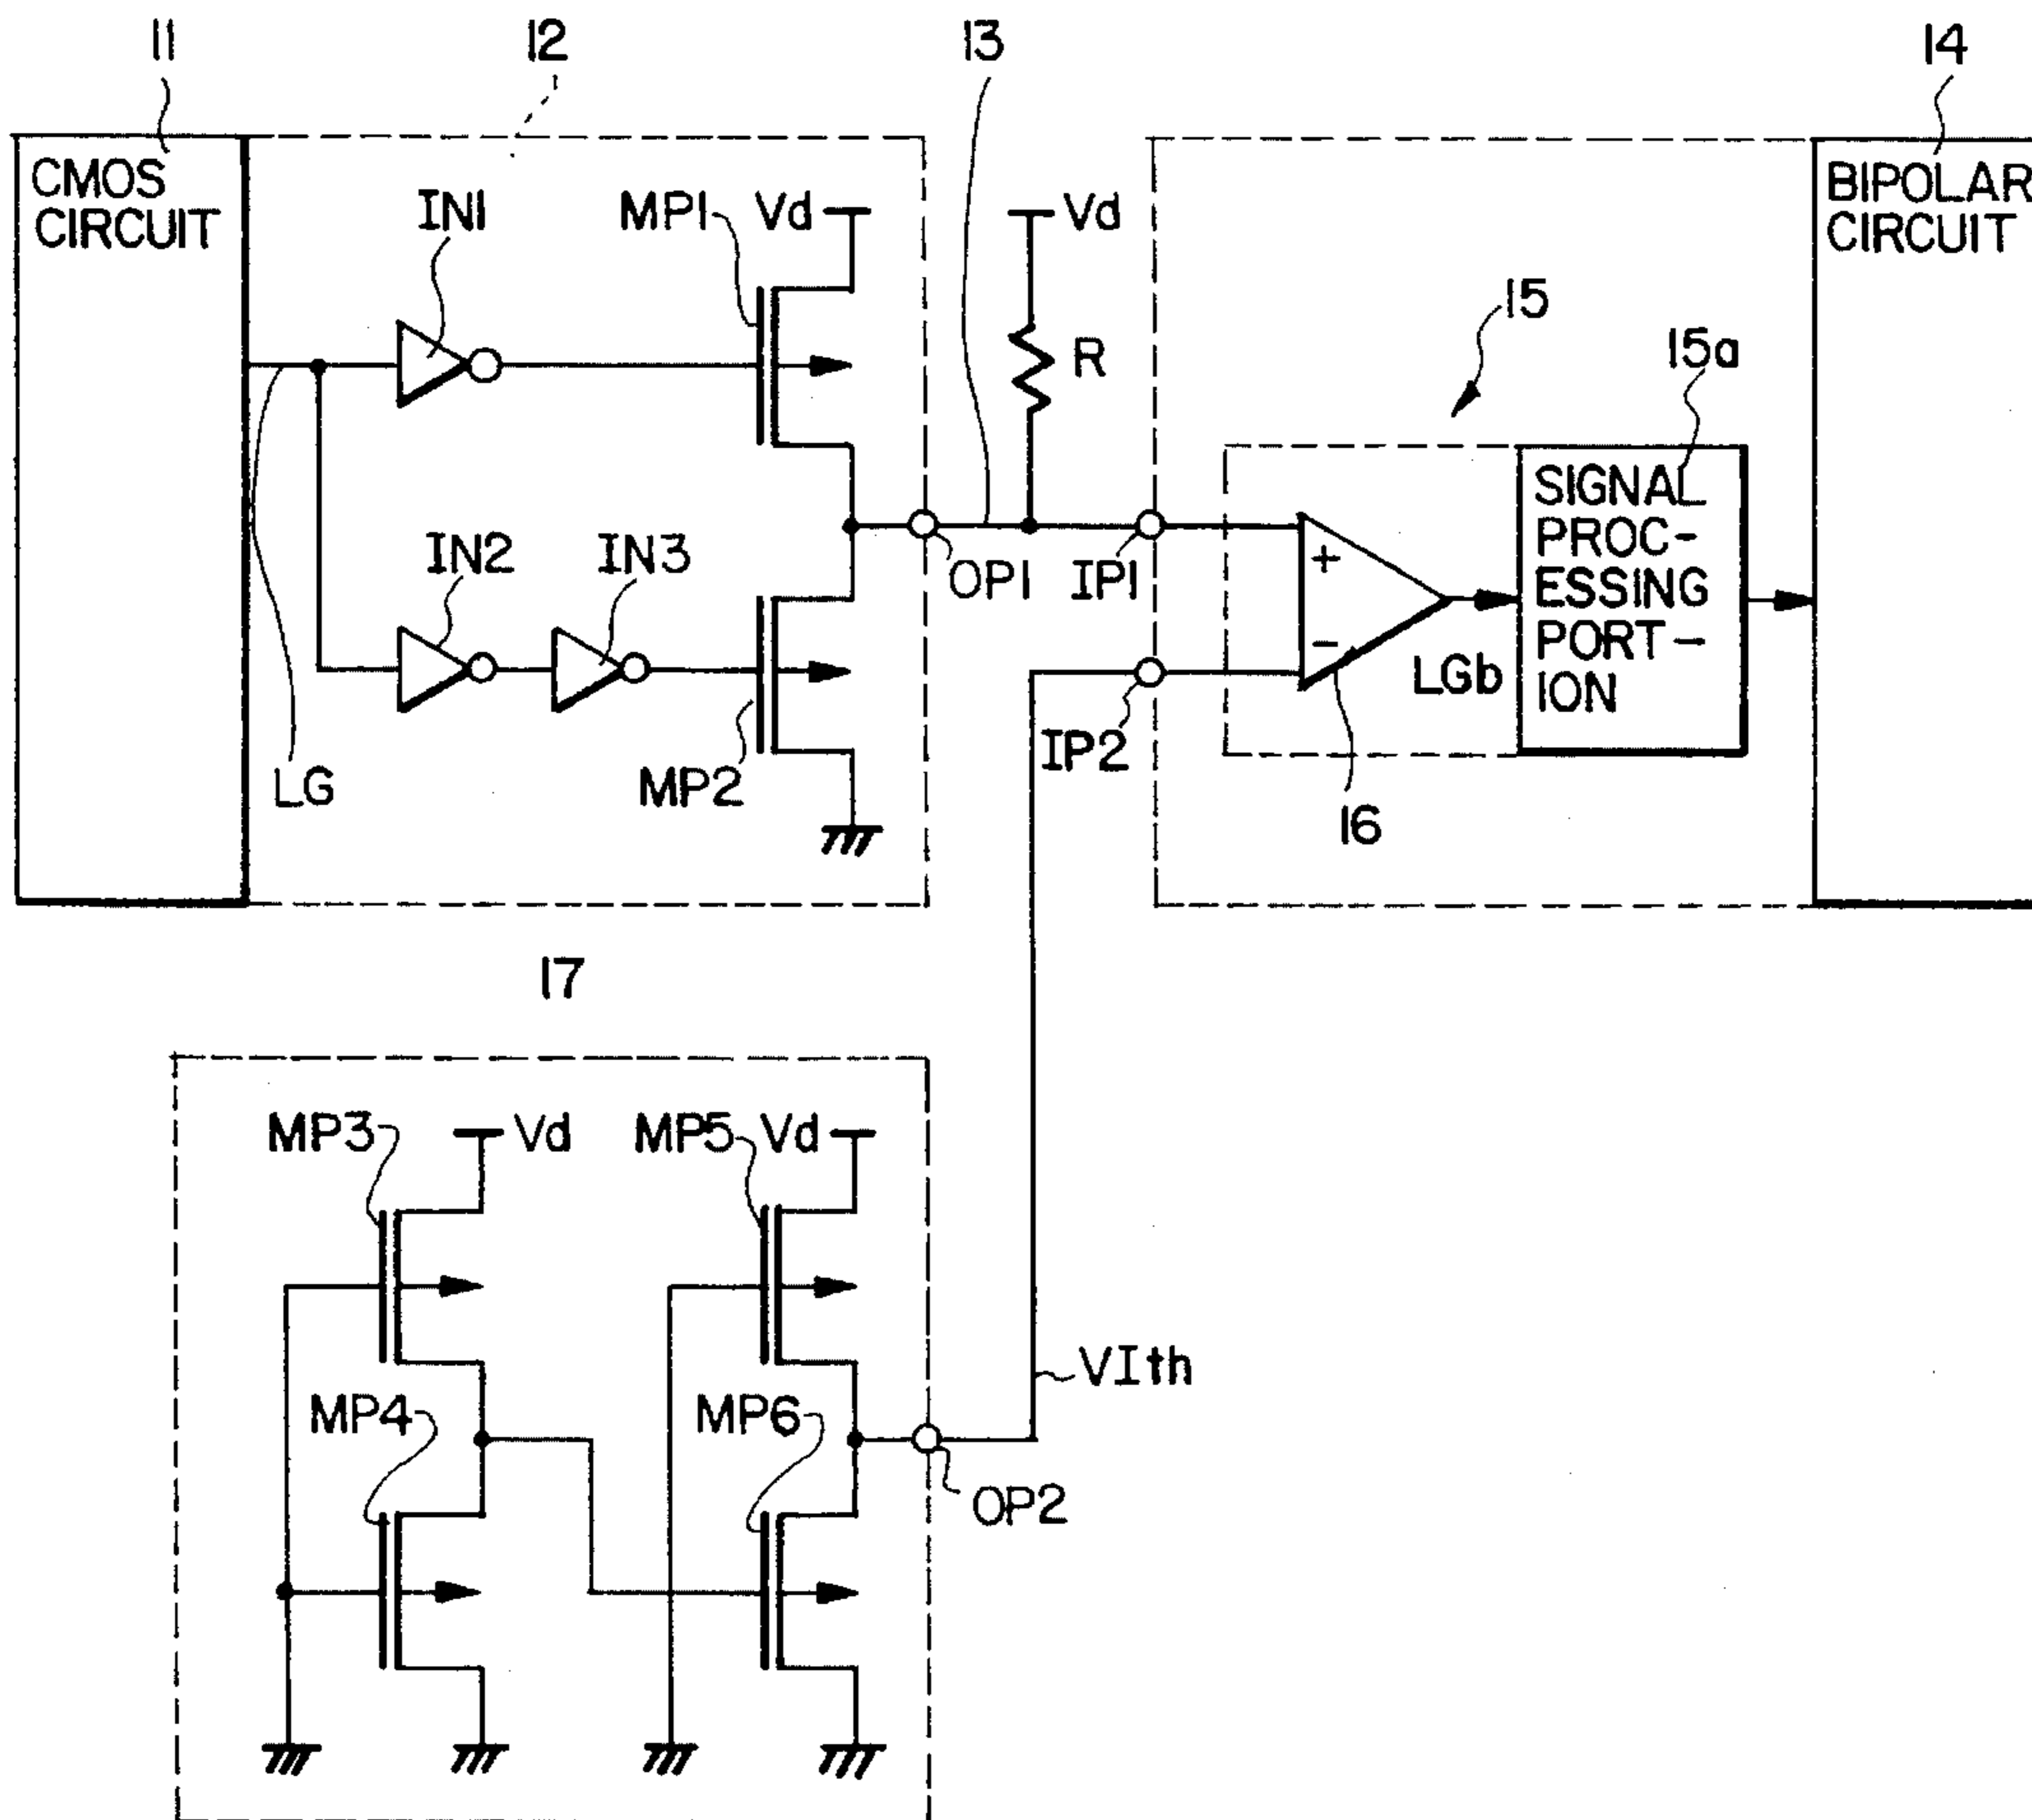 11
12
13
14
CMOS
CIRCUIT
IN1
MP1
Vd
Vd
BIPOLAR
CIRCUIT
R
15
15a
IN2
IN3
OP1
IP1
+
−
SIGNAL
PROC-
ESSING
PORT-
ION
LGb
LG
MP2
IP2
16
17
MP3
Vd
MP5
Vd
MP4
MP6
VIth
OP2